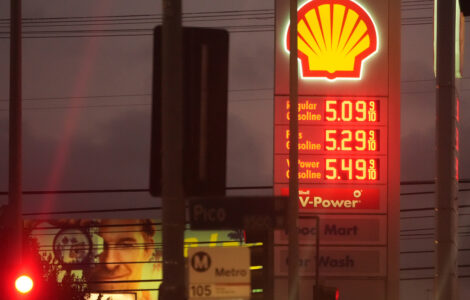 Regular
Gasoline
5.09 9/10
Plus
Gasoline
5.29 9/10
V-Power
Gasoline
5.49 9/10
Shell
V-Power
Food Mart
Car Wash
Pico
M Metro
105